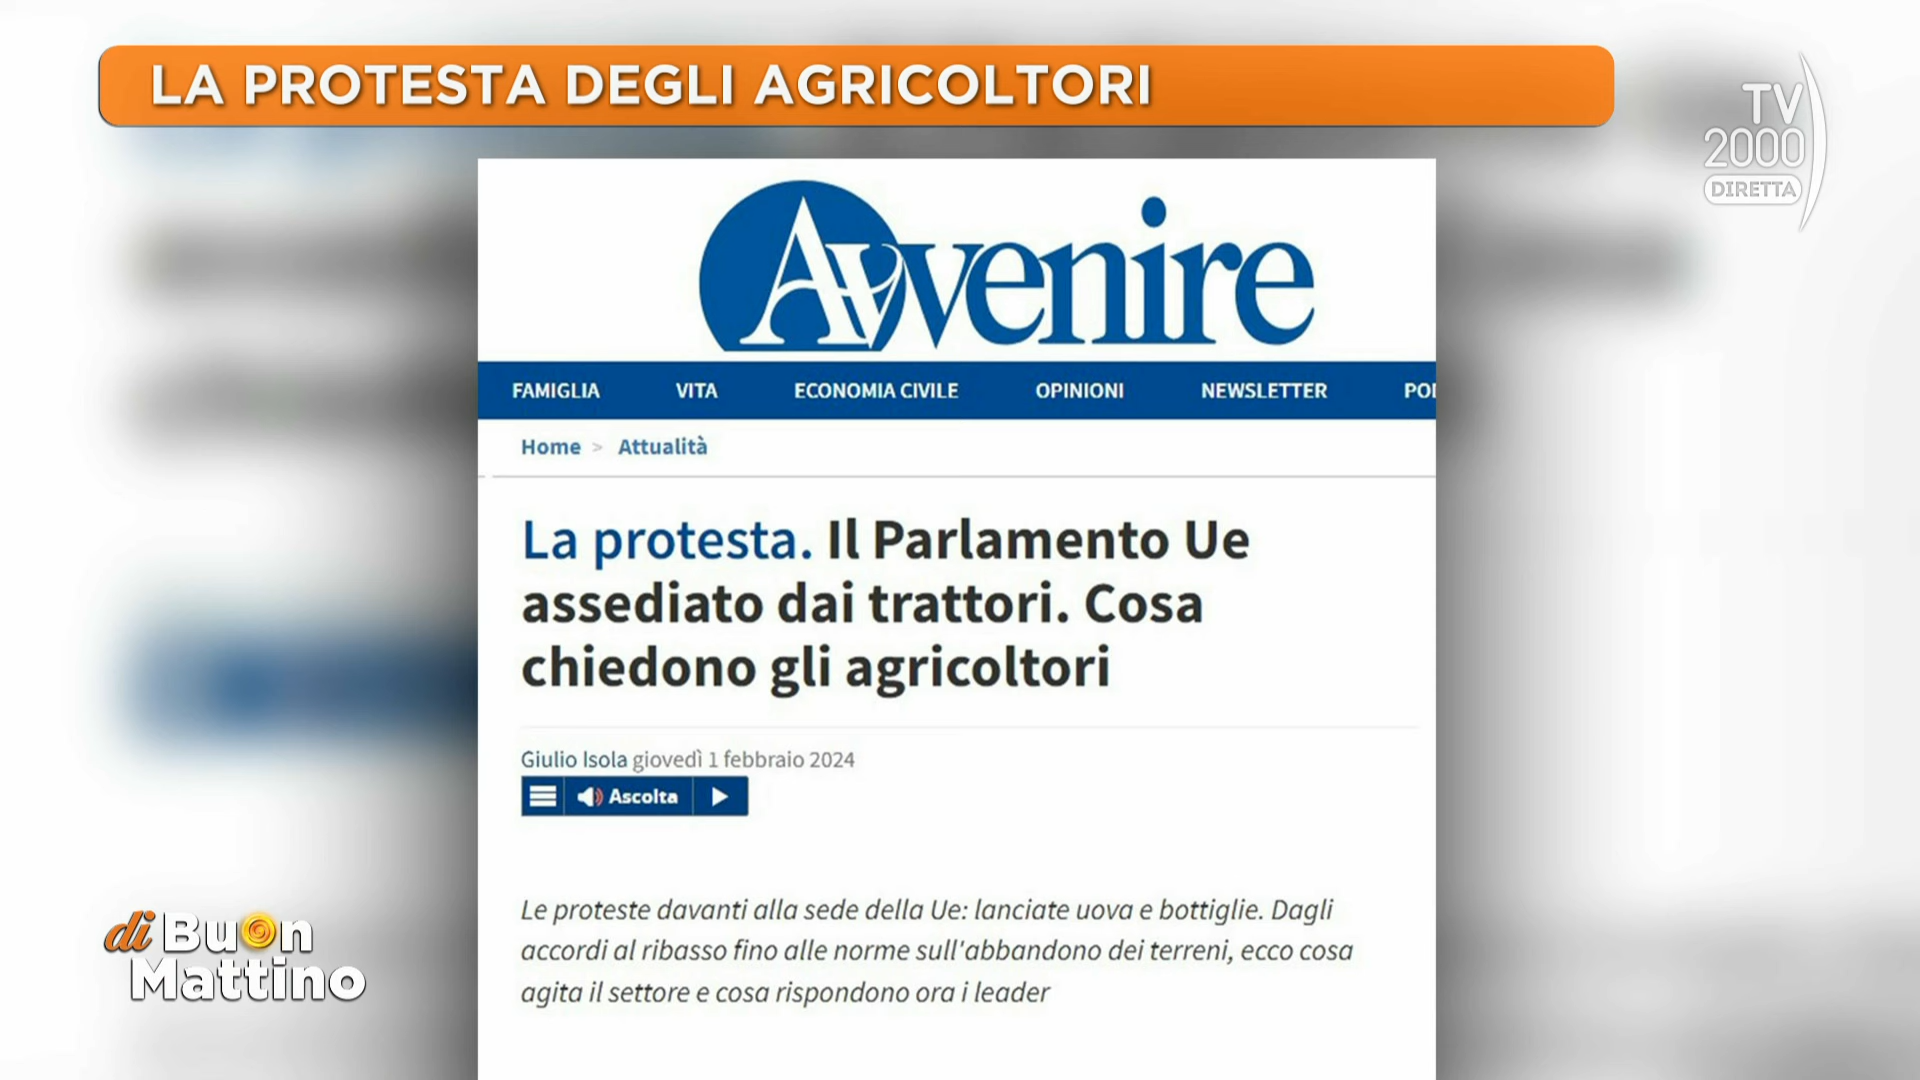 LA PROTESTA DEGLI AGRICOLTORI
TV
2000
DIRETTA
Avvenire
FAMIGLIA VITA ECONOMIA CIVILE OPINIONI NEWSLETTER
Home > Attualità
La protesta. Il Parlamento Ue
assediato dai trattori. Cosa
chiedono gli agricoltori
Giulio Isola giovedì 1 febbraio 2024
Ascolta
Le proteste davanti alla sede della Ue: lanciate uova e bottiglie. Dagli
accordi al ribasso fino alle norme sull'abbandono dei terreni, ecco cosa
agita il settore e cosa rispondono ora i leader
di Buon
Mattino